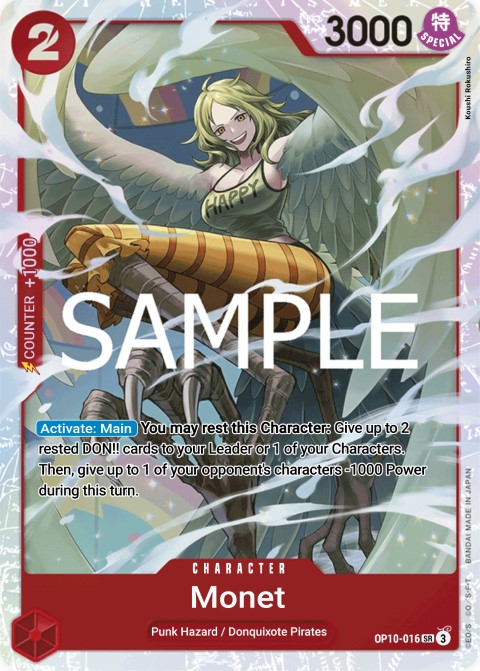 2
3000
特
SPECIAL
Koushi Rokushiro
HAPPY
COUNTER +1000
SAMPLE
Activate: Main You may rest this Character: Give up to 2
rested DON!! cards to your Leader or 1 of your Characters.
Then, give up to 1 of your opponent's characters -1000 Power
during this turn.
CHARACTER
Monet
Punk Hazard / Donquixote Pirates
OP10-016 SR 3
©E.O/S ©O/S·F·T BANDAI MADE IN JAPAN